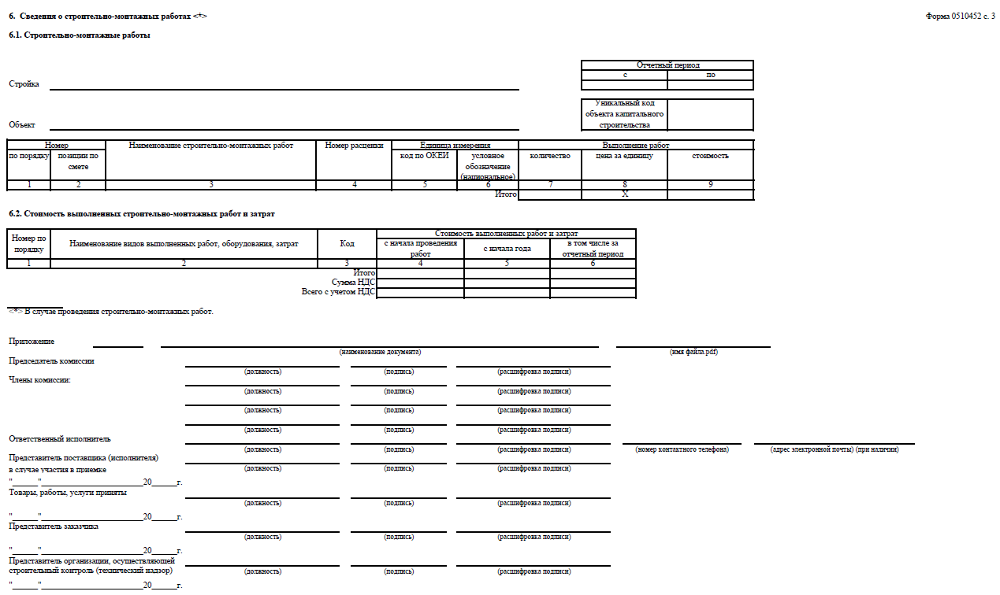 6. Сведения о строительно-монтажных работах <*>
Форма 0510452 с. 3
6.1. Строительно-монтажные работы
Отчетный период
с по
Стройка
Уникальный код
объекта капитального
строительства
Объект
Номер Наименование строительно-монтажных работ Номер расценки Единица измерения Выполнение работ
по порядку позиции по код по ОКЕИ условное количество цена за единицу стоимость
смете обозначение
(национальное)
1 2 3 4 5 6 7 8 9
Итого X
6.2. Стоимость выполненных строительно-монтажных работ и затрат
Номер по
порядку
Наименование видов выполненных работ, оборудования, затрат
Код
Стоимость выполненных работ и затрат
с начала проведения
работ
с начала года
в том числе за
отчетный период
1 2 3 4 5 6
Итого
Сумма НДС
Всего с учетом НДС
<*> В случае проведения строительно-монтажных работ.
Приложение
(наименование документа) (имя файла.pdf)
Председатель комиссии
(должность) (подпись) (расшифровка подписи)
Члены комиссии:
(должность) (подпись) (расшифровка подписи)
(должность) (подпись) (расшифровка подписи)
(должность) (подпись) (расшифровка подписи)
Ответственный исполнитель
(должность) (подпись) (расшифровка подписи) (номер контактного телефона) (адрес электронной почты) (при наличии)
Представитель поставщика (исполнителя)
(должность) (подпись) (расшифровка подписи)
в случае участия в приемке
"______"________________________20______г.
Товары, работы, услуги приняты
(должность) (подпись) (расшифровка подписи)
"______"________________________20______г.
Представитель заказчика
(должность) (подпись) (расшифровка подписи)
"______"________________________20______г.
Представитель организации, осуществляющей
строительный контроль (технический надзор)
(должность) (подпись) (расшифровка подписи)
"______"________________________20______г.